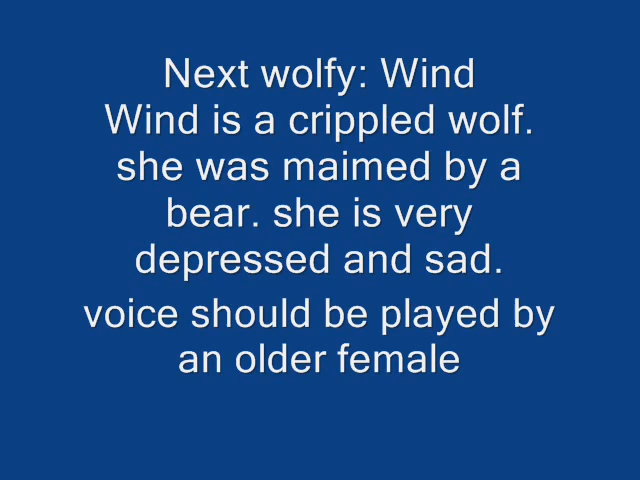 Next wolfy: Wind
Wind is a crippled wolf.
she was maimed by a
bear. she is very
depressed and sad.
voice should be played by
an older female